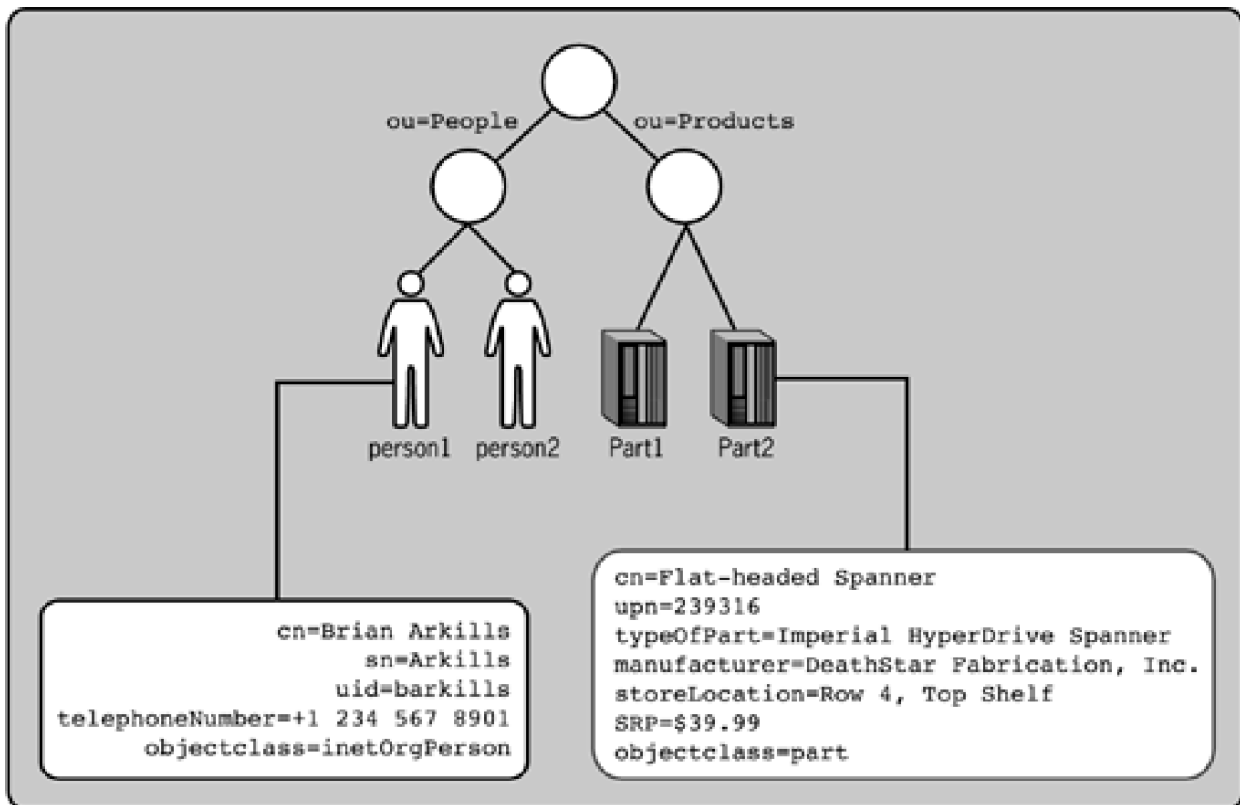 ou=People
ou=Products
person1
person2
Part1
Part2
cn=Brian Arkills
sn=Arkills
uid=barkills
telephoneNumber=+1 234 567 8901
objectclass=inetOrgPerson
cn=Flat-headed Spanner
upn=239316
typeOfPart=Imperial HyperDrive Spanner
manufacturer=DeathStar Fabrication, Inc.
storeLocation=Row 4, Top Shelf
SRP=$39.99
objectclass=part